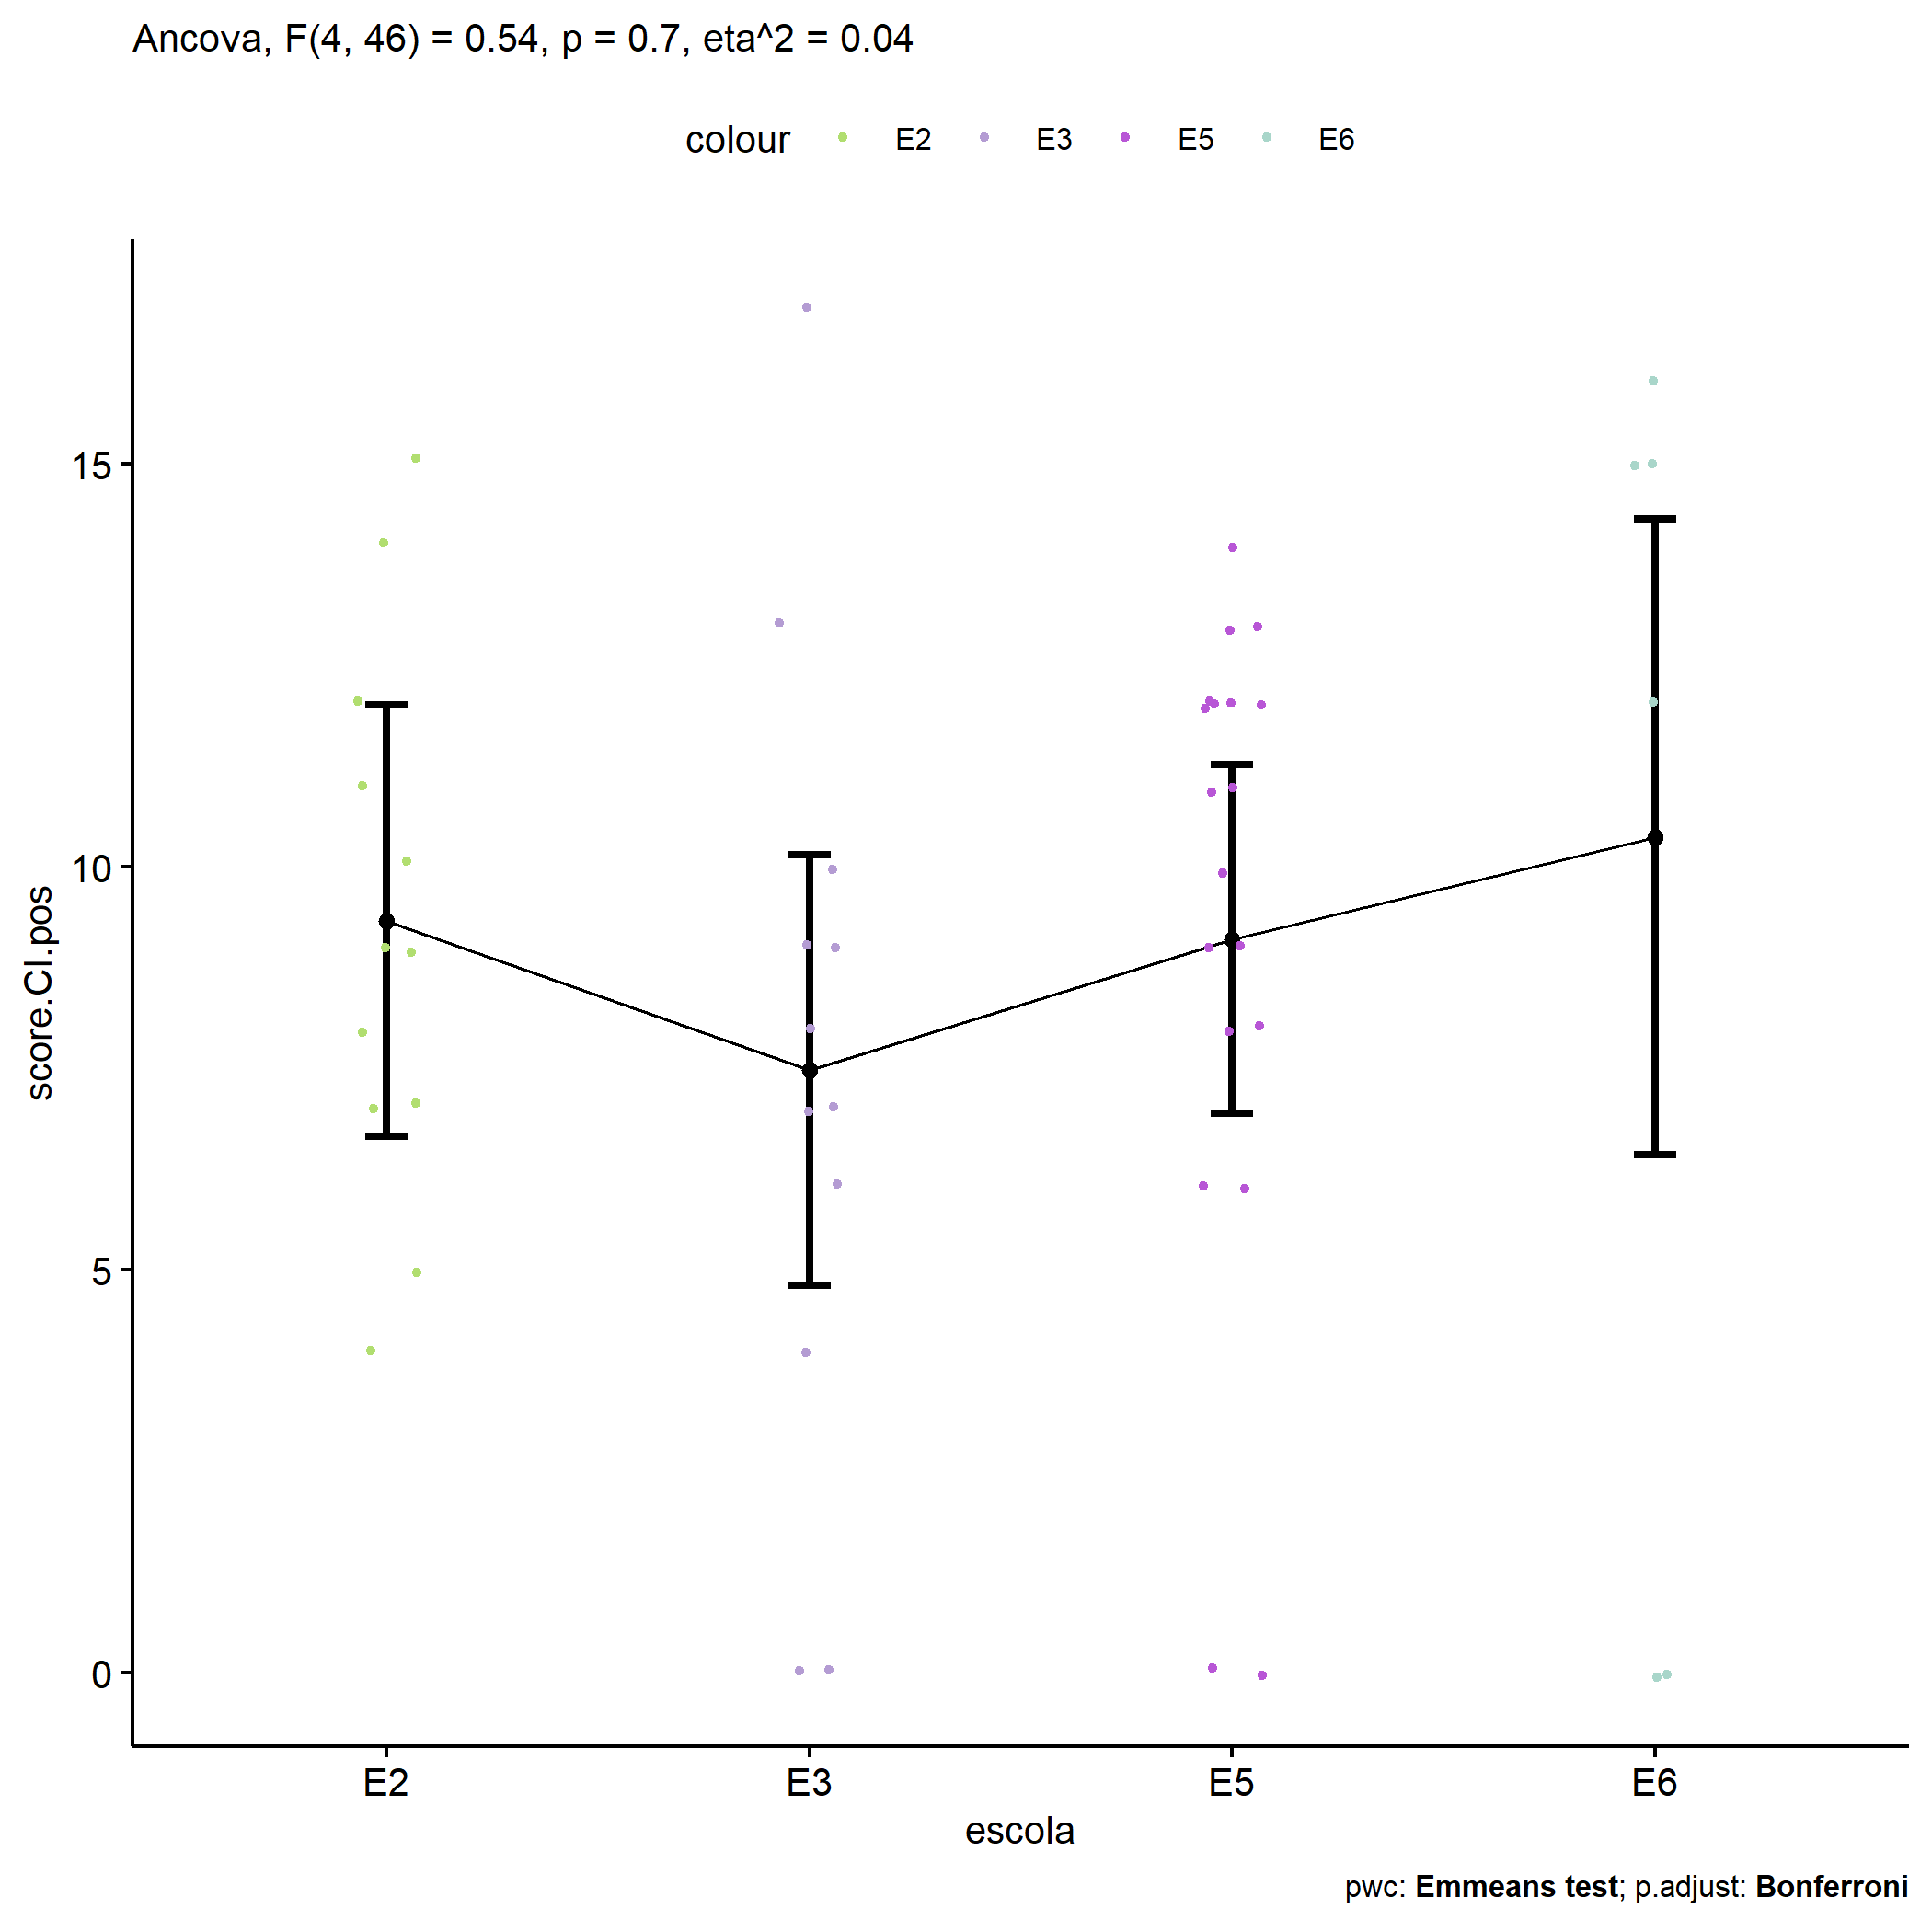 Ancova, F(4, 46) = 0.54, p = 0.7, eta^2 = 0.04
colour E2 E3 E5 E6
15
10
5
0
score.CI.pos
E2 E3 E5 E6
escola
pwc: Emmeans test; p.adjust: Bonferroni